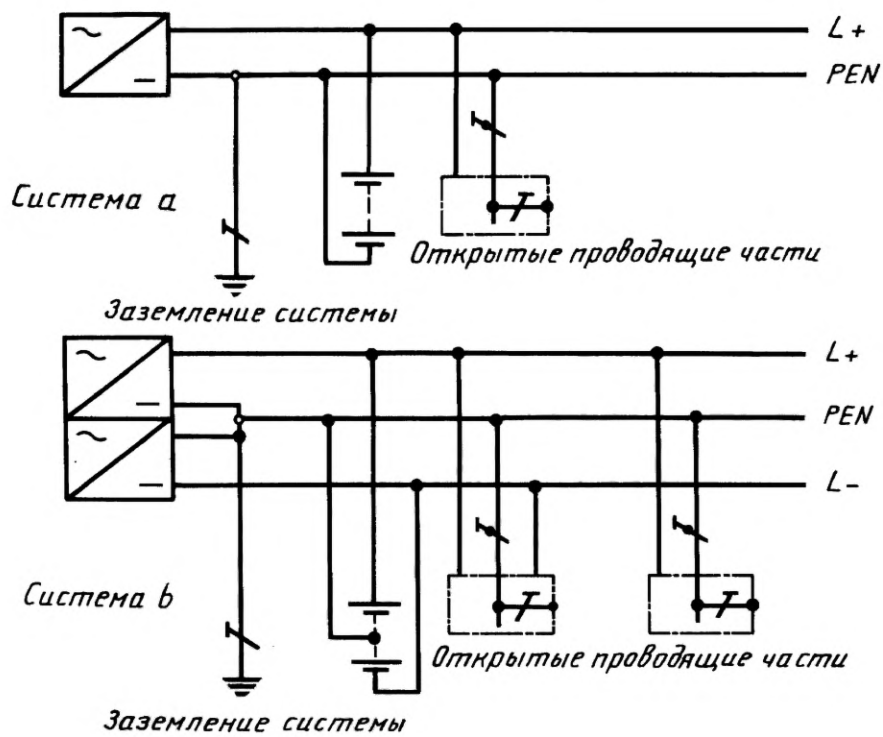 L+
PEN
Система а
Открытые проводящие части
Заземление системы
L+
PEN
L-
Система b
Открытые проводящие части
Заземление системы